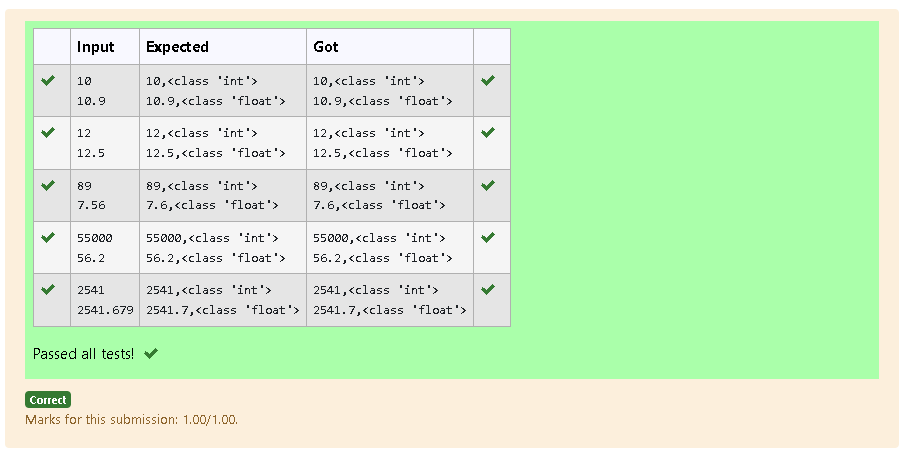 Input Expected Got
10 10,<class 'int'> 10,<class 'int'>
10.9 10.9,<class 'float'> 10.9,<class 'float'>
12 12,<class 'int'> 12,<class 'int'>
12.5 12.5,<class 'float'> 12.5,<class 'float'>
89 89,<class 'int'> 89,<class 'int'>
7.56 7.6,<class 'float'> 7.6,<class 'float'>
55000 55000,<class 'int'> 55000,<class 'int'>
56.2 56.2,<class 'float'> 56.2,<class 'float'>
2541 2541,<class 'int'> 2541,<class 'int'>
2541.679 2541.7,<class 'float'> 2541.7,<class 'float'>
Passed all tests!
Correct
Marks for this submission: 1.00/1.00.